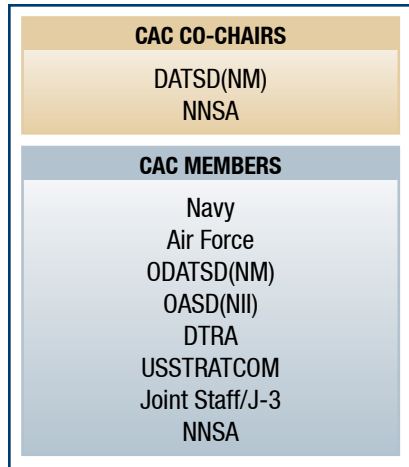 CAC CO-CHAIRS
DATSD(NM)
NNSA
CAC MEMBERS
Navy
Air Force
ODATSD(NM)
OASD(NII)
DTRA
USSTRATCOM
Joint Staff/J-3
NNSA